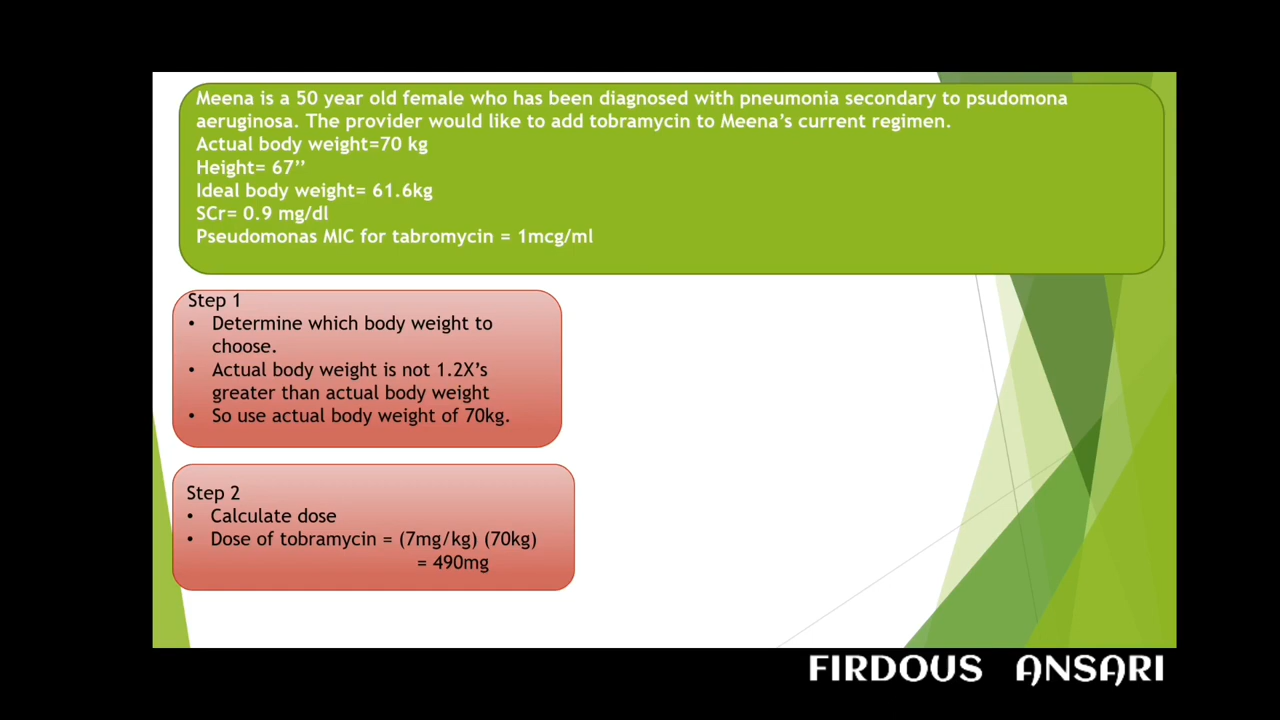 Meena is a 50 year old female who has been diagnosed with pneumonia secondary to psudomona
aeruginosa. The provider would like to add tobramycin to Meena's current regimen.
Actual body weight=70 kg
Height= 67’’
Ideal body weight= 61.6kg
SCr= 0.9 mg/dl
Pseudomonas MIC for tabromycin = 1mcg/ml
Step 1
• Determine which body weight to
choose.
• Actual body weight is not 1.2X’s
greater than actual body weight
• So use actual body weight of 70kg.
Step 2
• Calculate dose
• Dose of tobramycin = (7mg/kg) (70kg)
= 490mg
FIRDOUS ANSARI